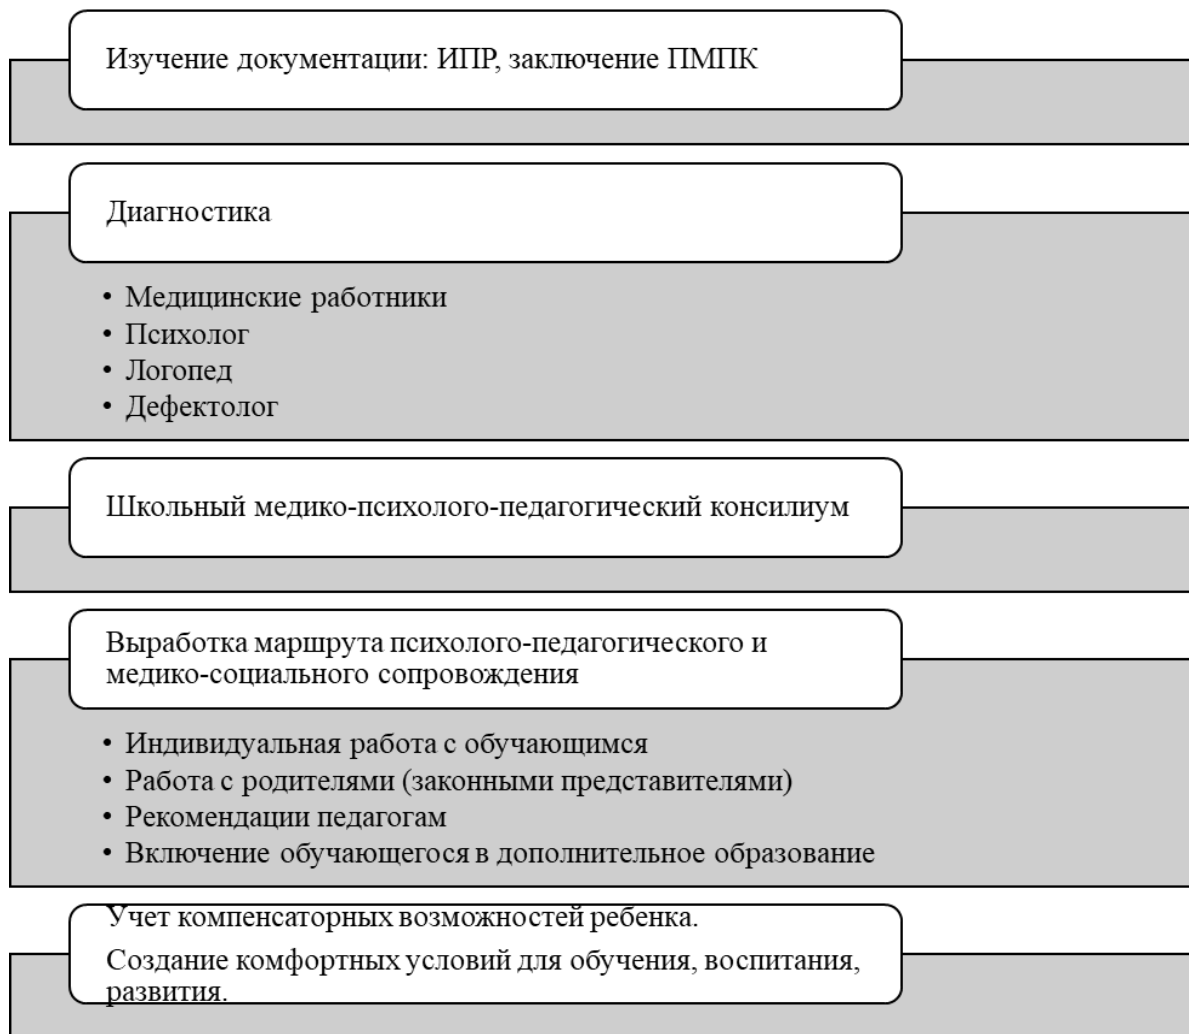 Изучение документации: ИПР, заключение ПМПК
Диагностика
• Медицинские работники
• Психолог
• Логопед
• Дефектолог
Школьный медико-психолого-педагогический консилиум
Выработка маршрута психолого-педагогического и
медико-социального сопровождения
• Индивидуальная работа с обучающимся
• Работа с родителями (законными представителями)
• Рекомендации педагогам
• Включение обучающегося в дополнительное образование
Учет компенсаторных возможностей ребенка.
Создание комфортных условий для обучения, воспитания,
развития.